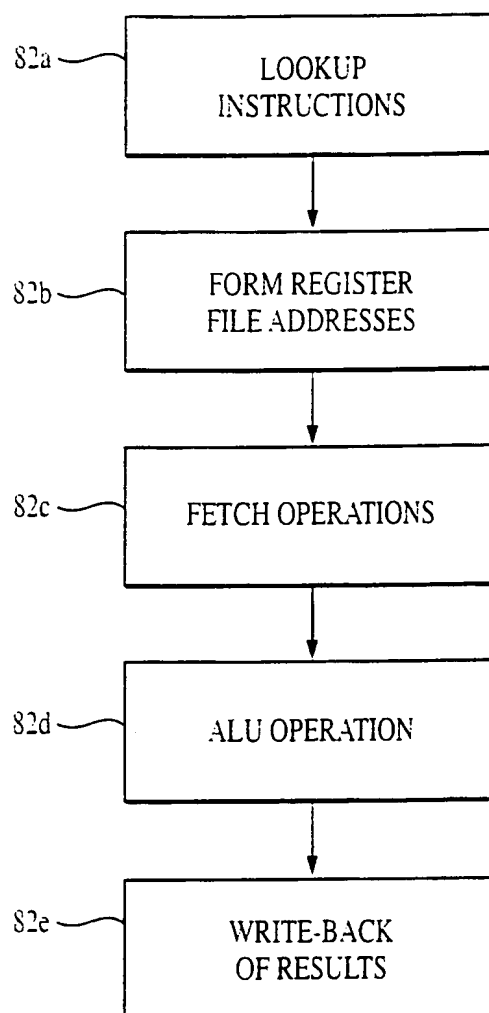 82a
LOOKUP
INSTRUCTIONS
82b
FORM REGISTER
FILE ADDRESSES
82c
FETCH OPERATIONS
82d
ALU OPERATION
82e
WRITE-BACK
OF RESULTS